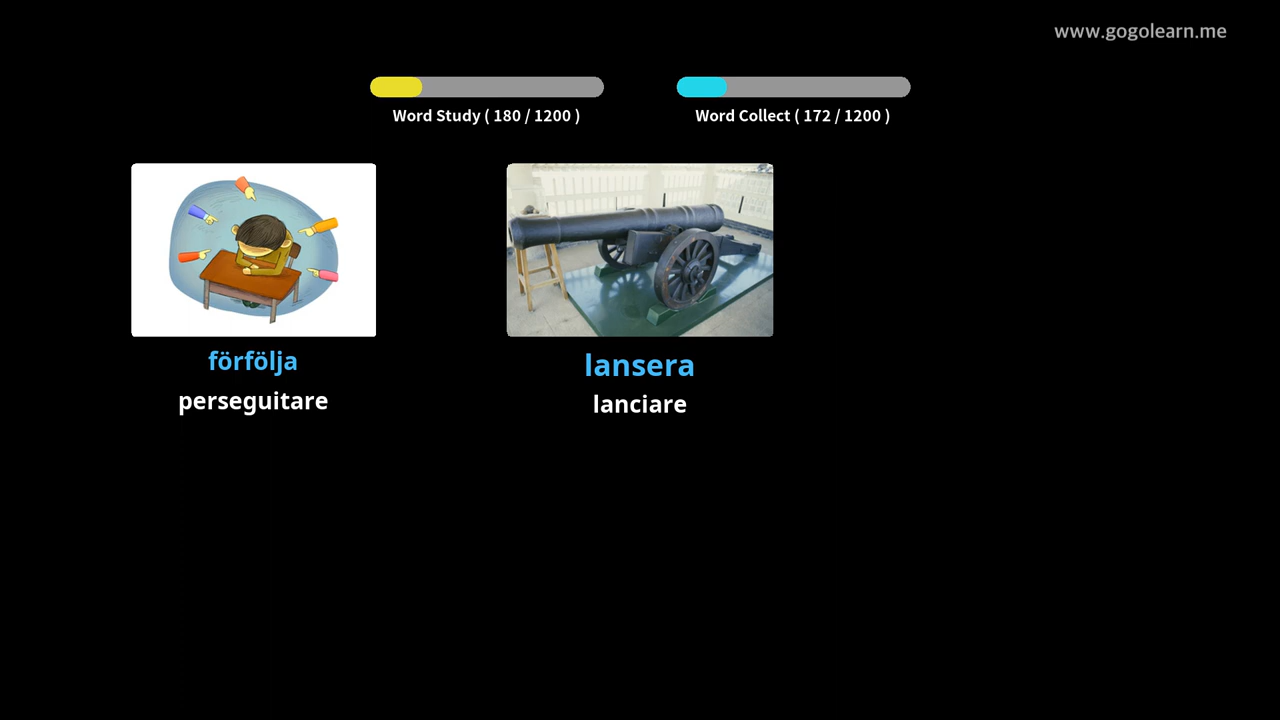 www.gogolearn.me
Word Study ( 180 / 1200 )
Word Collect ( 172 / 1200 )
förfölja
perseguitare
lansera
lanciare